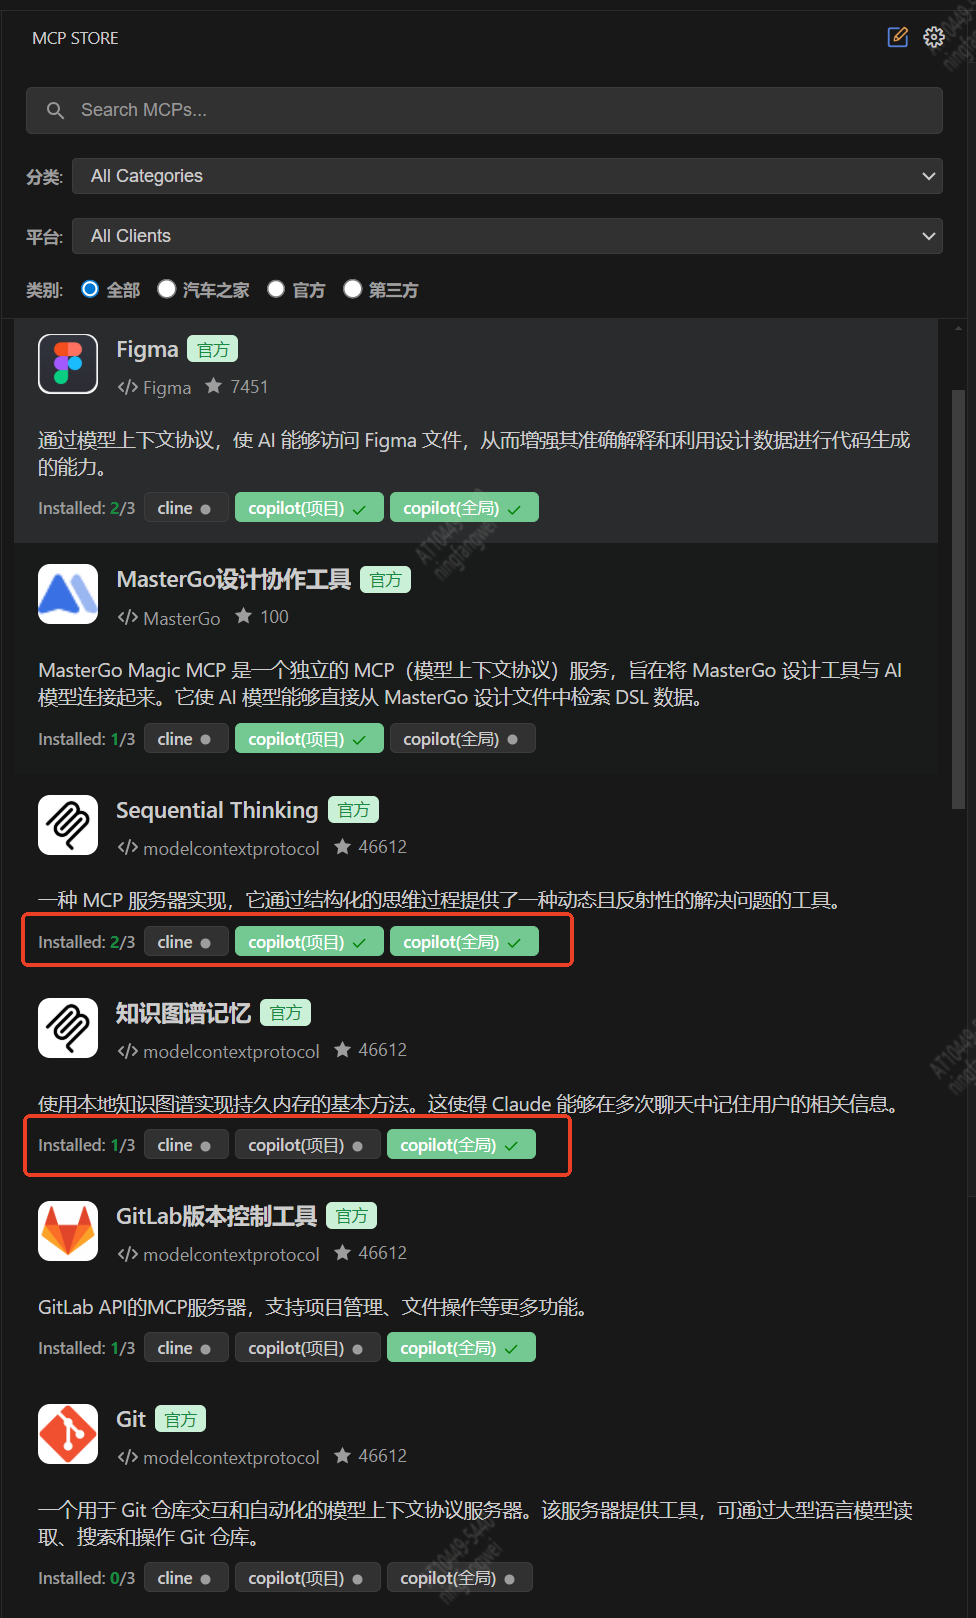 MCP STORE
Search MCPs...
分类: All Categories
平台: All Clients
类别: 全部 汽车之家 官方 第三方
Figma 官方
</> Figma ★ 7451
通过模型上下文协议，使 AI 能够访问 Figma 文件，从而增强其准确解释和利用设计数据进行代码生成
的能力。
Installed: 2/3 cline ● copilot(项目) ✓ copilot(全局) ✓
MasterGo设计协作工具 官方
</> MasterGo ★ 100
MasterGo Magic MCP 是一个独立的 MCP（模型上下文协议）服务，旨在将 MasterGo 设计工具与 AI
模型连接起来。它使 AI 模型能够直接从 MasterGo 设计文件中检索 DSL 数据。
Installed: 1/3 cline ● copilot(项目) ✓ copilot(全局) ●
Sequential Thinking 官方
</> modelcontextprotocol ★ 46612
一种 MCP 服务器实现，它通过结构化的思维过程提供了一种动态且反射性的解决问题的工具。
Installed: 2/3 cline ● copilot(项目) ✓ copilot(全局) ✓
知识图谱记忆 官方
</> modelcontextprotocol ★ 46612
使用本地知识图谱实现持久内存的基本方法。这使得 Claude 能够在多次聊天中记住用户的相关信息。
Installed: 1/3 cline ● copilot(项目) ● copilot(全局) ✓
GitLab版本控制工具 官方
</> modelcontextprotocol ★ 46612
GitLab API的MCP服务器，支持项目管理、文件操作等更多功能。
Installed: 1/3 cline ● copilot(项目) ● copilot(全局) ✓
Git 官方
</> modelcontextprotocol ★ 46612
一个用于 Git 仓库交互和自动化的模型上下文协议服务器。该服务器提供工具，可通过大型语言模型读
取、搜索和操作 Git 仓库。
Installed: 0/3 cline ● copilot(项目) ● copilot(全局) ●